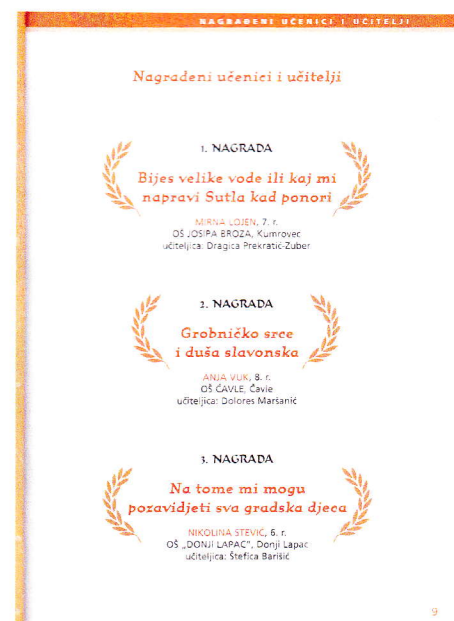 NAGRAĐENI UČENICI I UČITELJI
Nagrađeni učenici i učitelji
1. NAGRADA
Bijes velike vode ili kaj mi
napravi Sutla kad ponori
MIRNA LOJEN, 7. r.
OŠ JOSIPA BROZA, Kumrovec
učiteljica: Dragica Prekratić-Zuber
2. NAGRADA
Grobničko srce
i duša slavonska
ANJA VUK, 8. r.
OŠ ČAVLE, Čavle
učiteljica: Dolores Maršanić
3. NAGRADA
Na tome mi mogu
pozavidjeti sva gradska djeca
NIKOLINA STEVIĆ, 6. r.
OŠ „DONJI LAPAC", Donji Lapac
učiteljica: Štefica Barišić
9